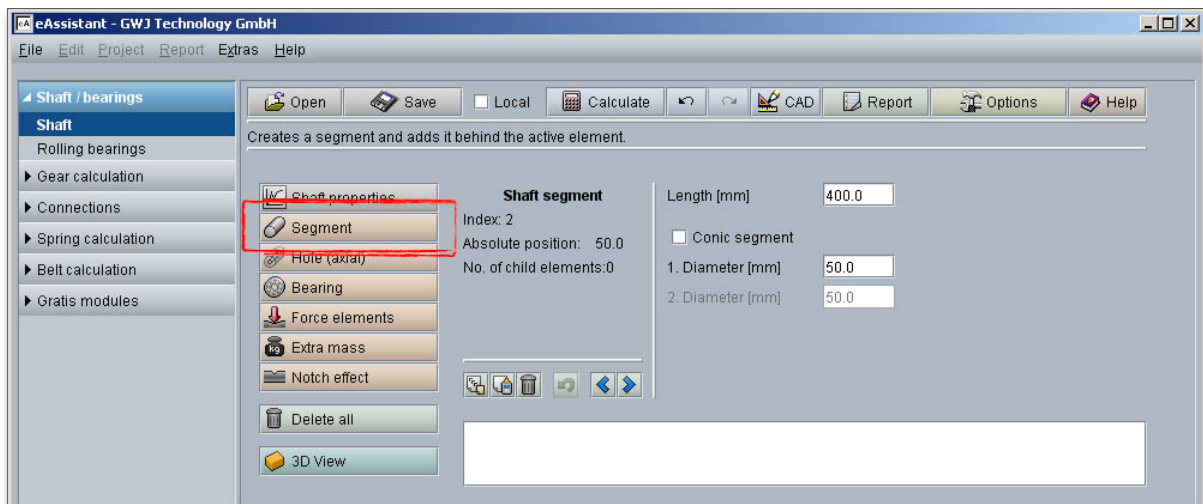 eA eAssistant - GWJ Technology GmbH
File Edit Project Report Extras Help
Shaft / bearings
Shaft
Rolling bearings
Gear calculation
Connections
Spring calculation
Belt calculation
Gratis modules
Open Save Local Calculate CAD Report Options Help
Creates a segment and adds it behind the active element.
Shaft properties
Segment
Hole (axial)
Bearing
Force elements
kg Extra mass
Notch effect
Delete all
3D View
Shaft segment
Index: 2
Absolute position: 50.0
No. of child elements:0
Length [mm] 400.0
Conic segment
1. Diameter [mm] 50.0
2. Diameter [mm] 50.0